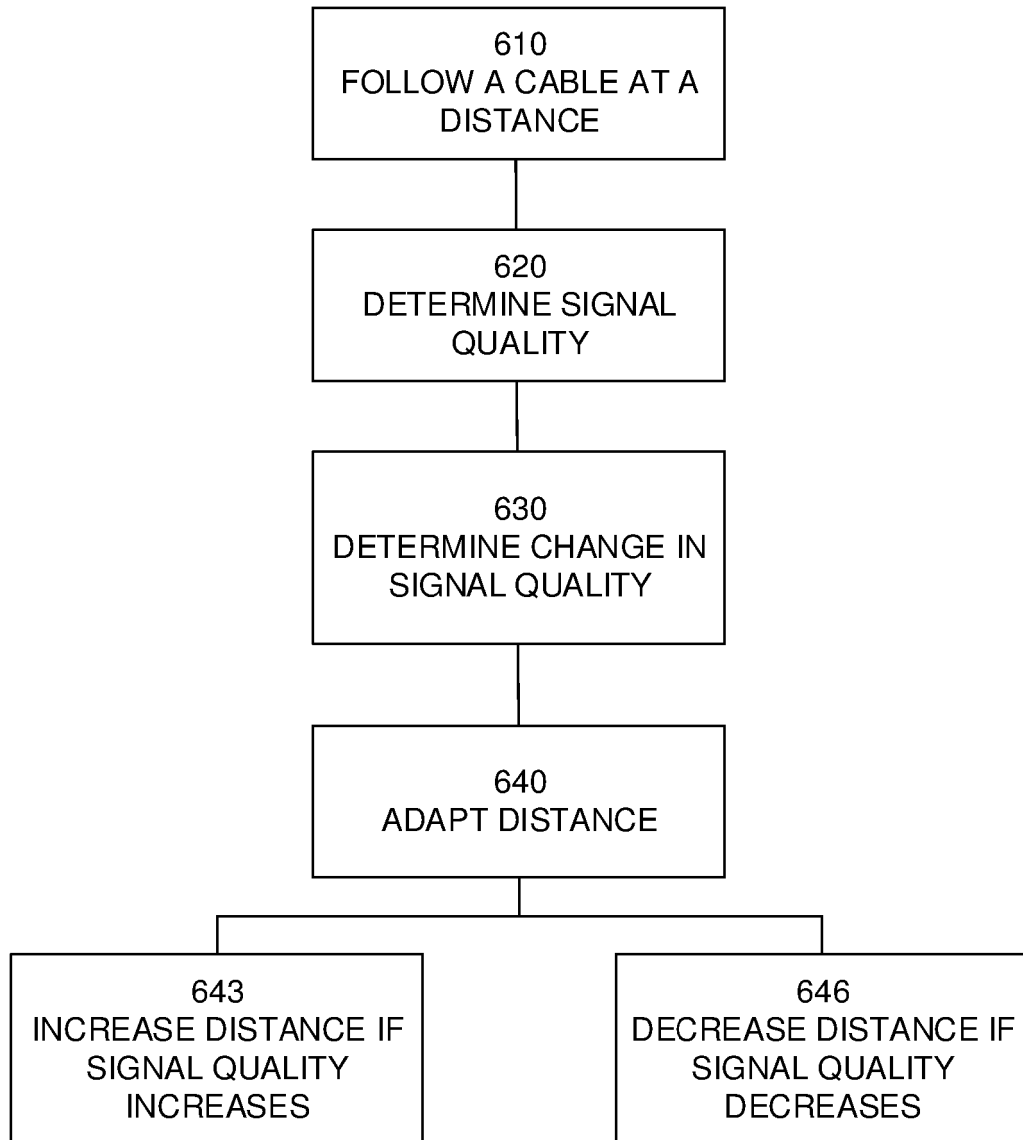 610
FOLLOW A CABLE AT A
DISTANCE
620
DETERMINE SIGNAL
QUALITY
630
DETERMINE CHANGE IN
SIGNAL QUALITY
640
ADAPT DISTANCE
643
INCREASE DISTANCE IF
SIGNAL QUALITY
INCREASES
646
DECREASE DISTANCE IF
SIGNAL QUALITY
DECREASES